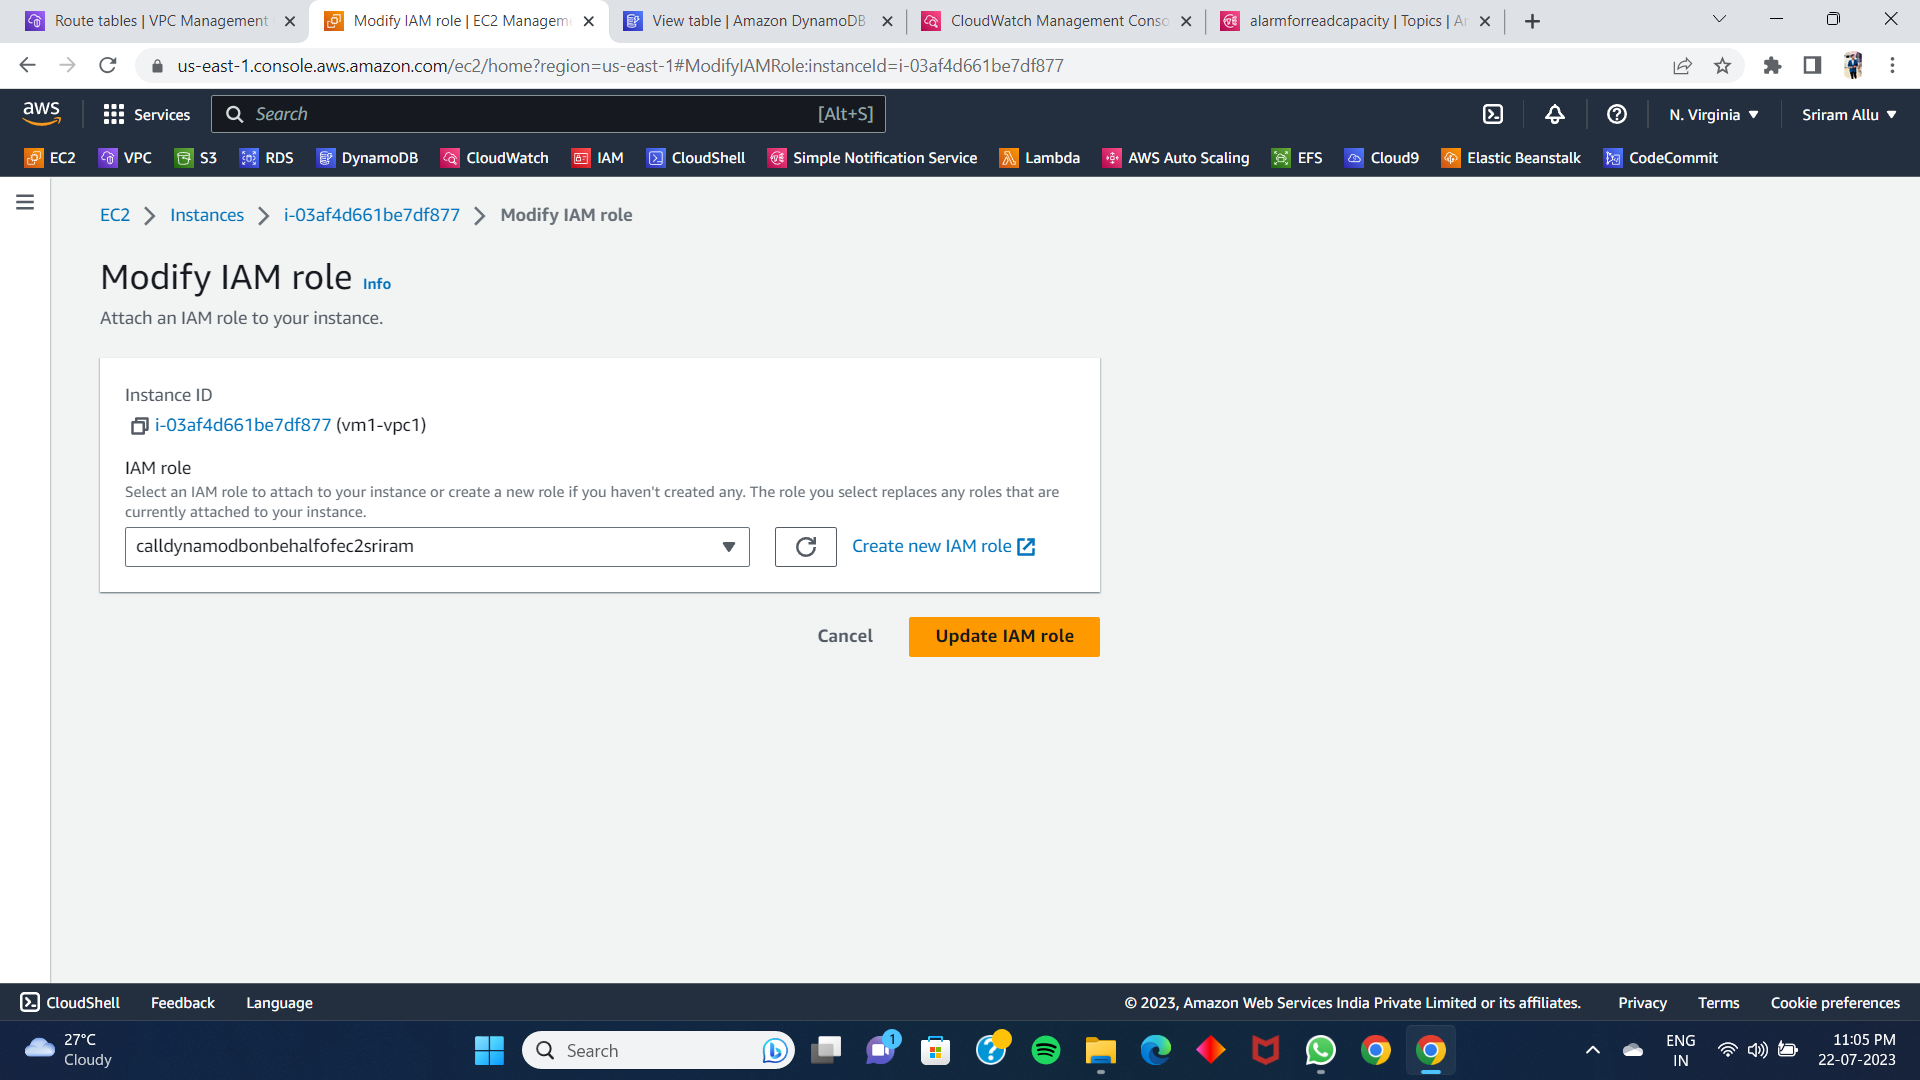 Route tables | VPC Management
Modify IAM role | EC2 Manageme
View table | Amazon DynamoDB
CloudWatch Management Conso
alarmforreadcapacity | Topics | Am
us-east-1.console.aws.amazon.com/ec2/home?region=us-east-1#ModifyIAMRole:instanceId=i-03af4d661be7df877
aws
Services
Search
[Alt+S]
N. Virginia
Sriram Allu
EC2
VPC
S3
RDS
DynamoDB
CloudWatch
IAM
CloudShell
Simple Notification Service
Lambda
AWS Auto Scaling
EFS
Cloud9
Elastic Beanstalk
CodeCommit
EC2
Instances
i-03af4d661be7df877
Modify IAM role
Modify IAM role Info
Attach an IAM role to your instance.
Instance ID
i-03af4d661be7df877 (vm1-vpc1)
IAM role
Select an IAM role to attach to your instance or create a new role if you haven't created any. The role you select replaces any roles that are
currently attached to your instance.
calldynamodbonbehalfofec2sriram
Create new IAM role
Cancel
Update IAM role
CloudShell
Feedback
Language
© 2023, Amazon Web Services India Private Limited or its affiliates.
Privacy
Terms
Cookie preferences
27°C
Cloudy
Search
1
ENG
IN
11:05 PM
22-07-2023